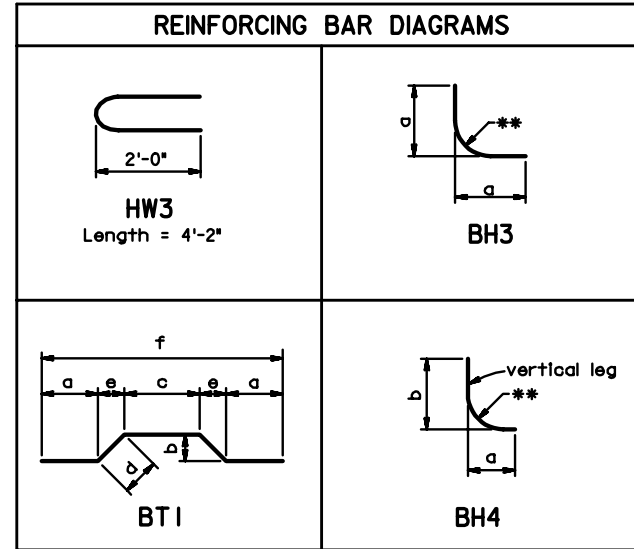 REINFORCING BAR DIAGRAMS
2'-0"
HW3
Length = 4'-2"
a
**
a
BH3
f
a e c e a
b
d
BT1
vertical leg
b
**
a
BH4